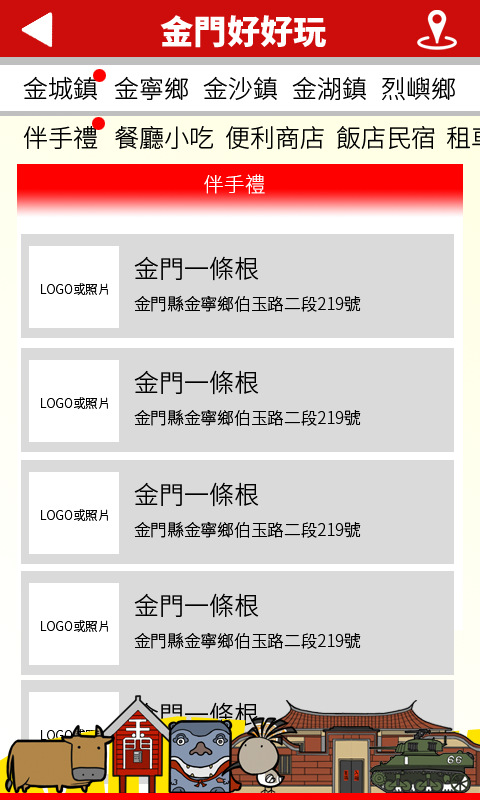 金門好好玩
金城鎮 金寧鄉 金沙鎮 金湖鎮 烈嶼鄉
伴手禮 餐廳小吃 便利商店 飯店民宿 租車
伴手禮
金門一條根
LOGO或照片
金門縣金寧鄉伯玉路二段219號
金門一條根
LOGO或照片
金門縣金寧鄉伯玉路二段219號
金門一條根
LOGO或照片
金門縣金寧鄉伯玉路二段219號
金門一條根
LOGO或照片
金門縣金寧鄉伯玉路二段219號
金門一條根
LOGO
金門
66